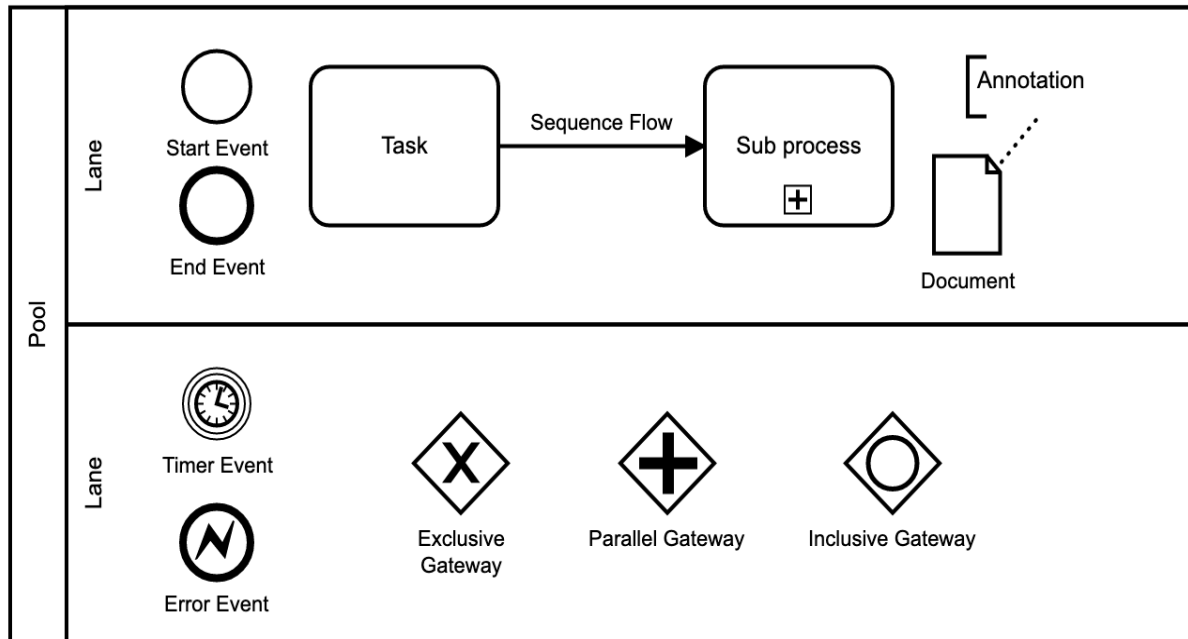 Pool
Lane
Start Event
End Event
Task
Sequence Flow
Sub process
Annotation
Document
Lane
Timer Event
Error Event
X
Exclusive
Gateway
Parallel Gateway
Inclusive Gateway